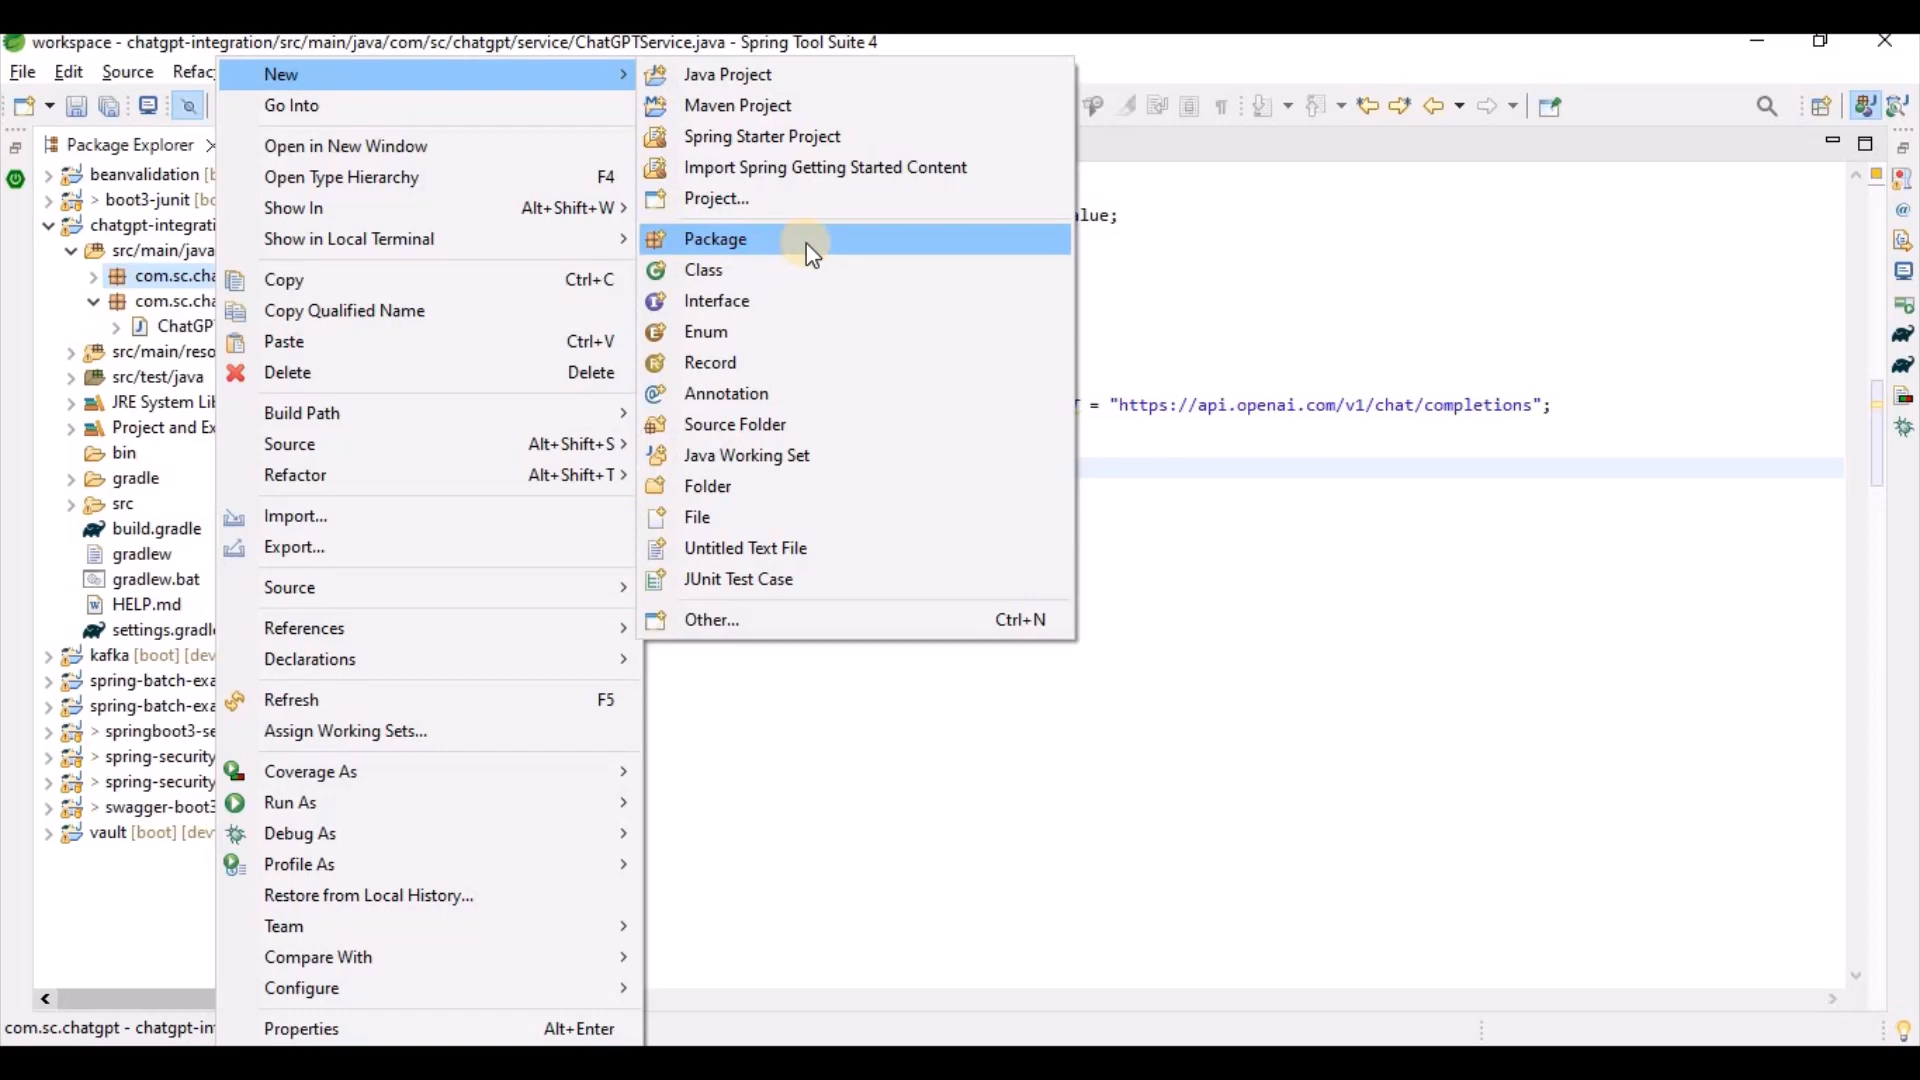 workspace - chatgpt-integration/src/main/java/com/sc/chatgpt/service/ChatGPTService.java - Spring Tool Suite 4
File Edit Source Refac
Package Explorer
beanvalidation [b
> boot3-junit [bo
chatgpt-integrati
src/main/java
com.sc.cha
com.sc.cha
ChatGP
src/main/reso
src/test/java
JRE System Lib
Project and Ex
bin
gradle
src
build.gradle
gradlew
gradlew.bat
HELP.md
settings.gradl
kafka [boot] [dev
spring-batch-exa
spring-batch-exa
> springboot3-se
> spring-security
> spring-security
> swagger-boot3
vault [boot] [dev
com.sc.chatgpt - chatgpt-in
New
Go Into
Open in New Window
Open Type Hierarchy F4
Show In Alt+Shift+W
Show in Local Terminal
Copy Ctrl+C
Copy Qualified Name
Paste Ctrl+V
Delete Delete
Build Path
Source Alt+Shift+S
Refactor Alt+Shift+T
Import...
Export...
Source
References
Declarations
Refresh F5
Assign Working Sets...
Coverage As
Run As
Debug As
Profile As
Restore from Local History...
Team
Compare With
Configure
Properties Alt+Enter
Java Project
Maven Project
Spring Starter Project
Import Spring Getting Started Content
Project...
Package
Class
Interface
Enum
Record
Annotation
Source Folder
Java Working Set
Folder
File
Untitled Text File
JUnit Test Case
Other... Ctrl+N
alue;
= "https://api.openai.com/v1/chat/completions";